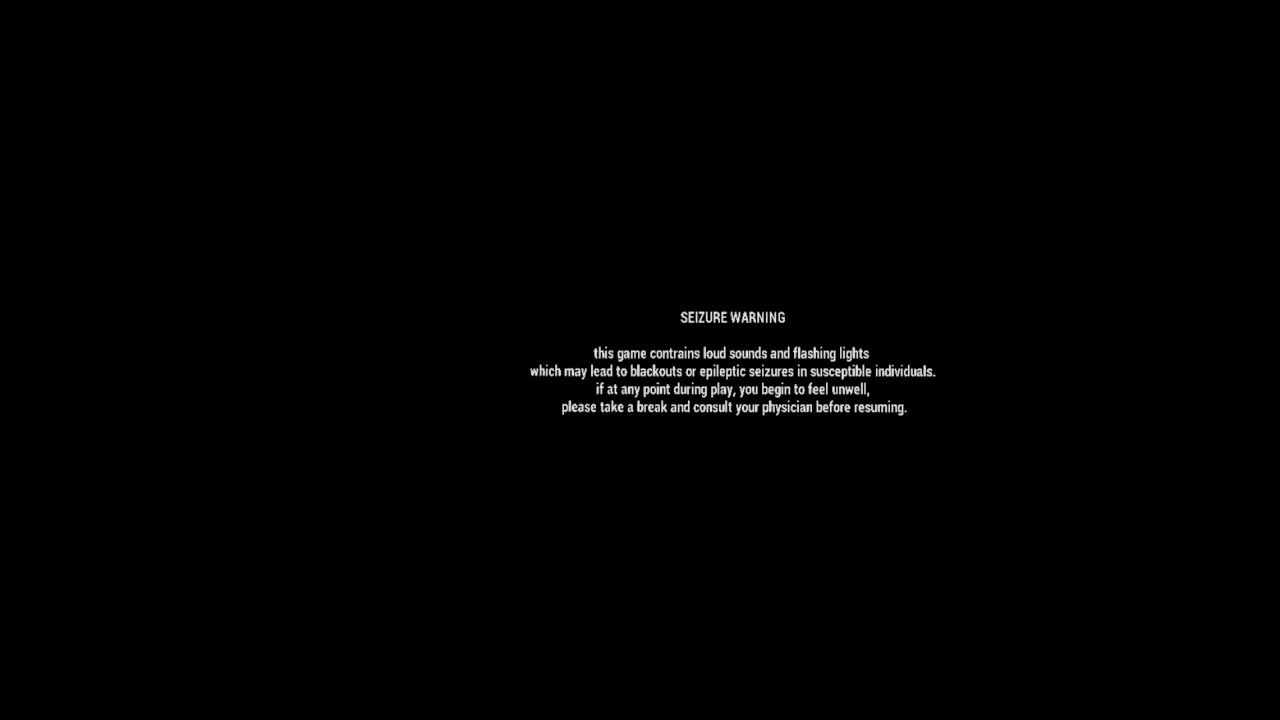 SEIZURE WARNING
this game contrains loud sounds and flashing lights
which may lead to blackouts or epileptic seizures in susceptible individuals.
if at any point during play, you begin to feel unwell,
please take a break and consult your physician before resuming.